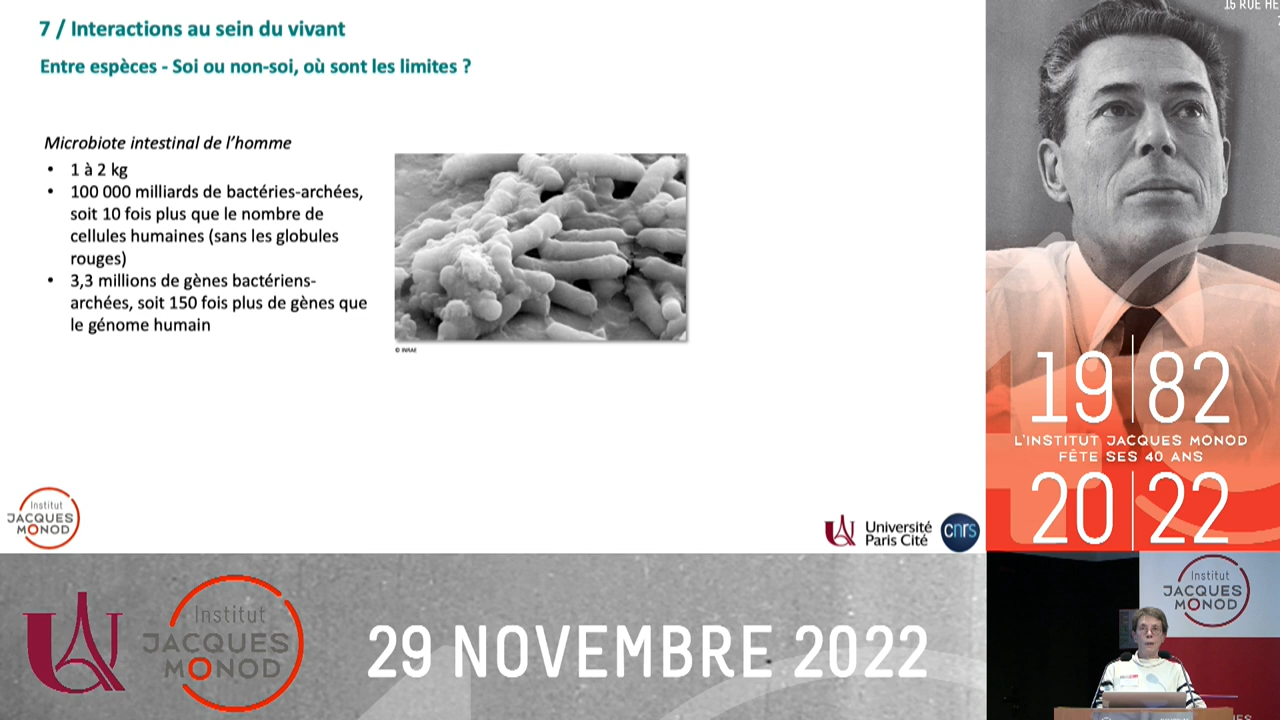 7 / Interactions au sein du vivant
Entre espèces - Soi ou non-soi, où sont les limites ?
Microbiote intestinal de l'homme
• 1 à 2 kg
• 100 000 milliards de bactéries-archées,
soit 10 fois plus que le nombre de
cellules humaines (sans les globules
rouges)
• 3,3 millions de gènes bactériens-
archées, soit 150 fois plus de gènes que
le génome humain
© INRAE
Institut
JACQUES
MONOD
Université
Paris Cité
cnrs
15 RUE HE
19 82
L'INSTITUT JACQUES MONOD
FÊTE SES 40 ANS
20 22
Institut
JACQUES
MONOD
29 NOVEMBRE 2022
Institut
JACQUES
MONOD